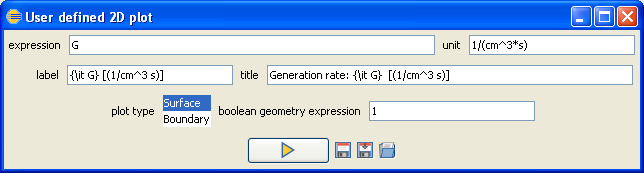 User defined 2D plot
expression G unit 1/(cm^3*s)
label {\it G} [(1/cm^3 s)] title Generation rate: {\it G}  [(1/cm^3 s)]
plot type Surface boolean geometry expression 1
Boundary